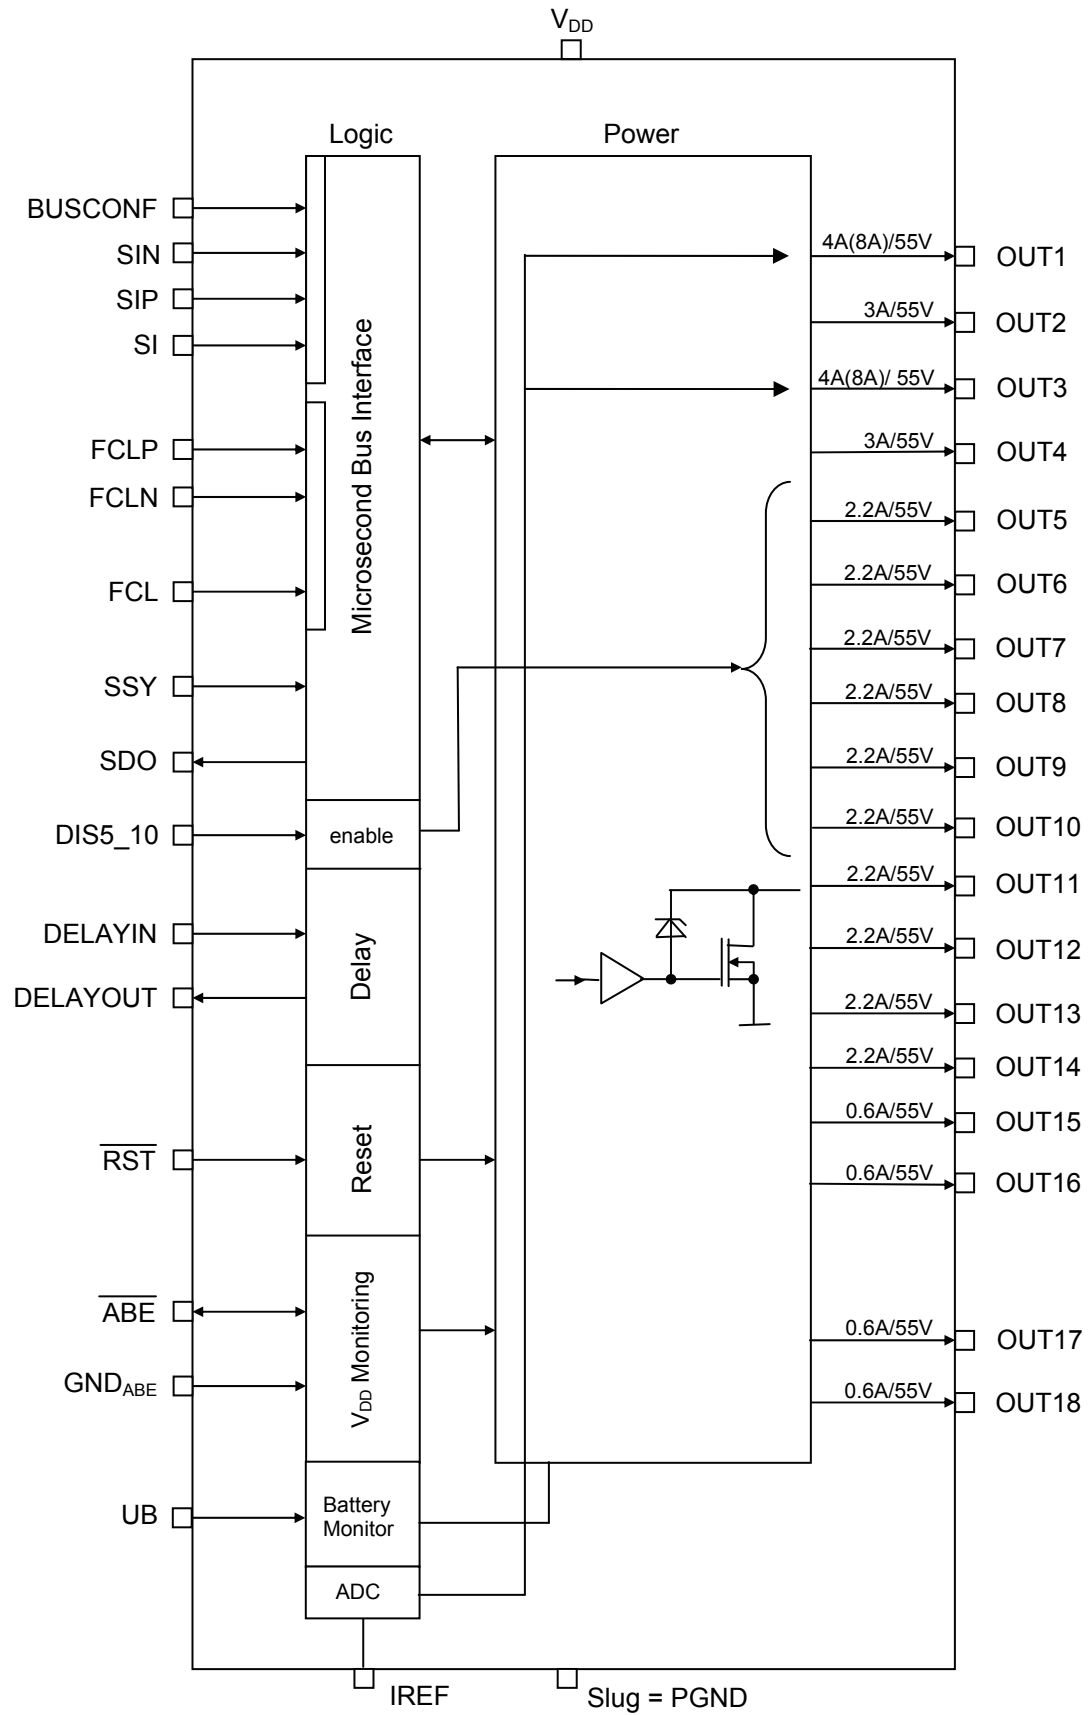 V_DD
Logic
Power
BUSCONF
SIN
SIP
SI
FCLP
FCLN
FCL
SSY
SDO
DIS5_10
DELAYIN
DELAYOUT
RST
ABE
GND_ABE
UB
Microsecond Bus Interface
enable
Delay
Reset
V_DD Monitoring
Battery
Monitor
ADC
4A(8A)/55V OUT1
3A/55V OUT2
4A(8A)/ 55V OUT3
3A/55V OUT4
2.2A/55V OUT5
2.2A/55V OUT6
2.2A/55V OUT7
2.2A/55V OUT8
2.2A/55V OUT9
2.2A/55V OUT10
2.2A/55V OUT11
2.2A/55V OUT12
2.2A/55V OUT13
2.2A/55V OUT14
0.6A/55V OUT15
0.6A/55V OUT16
0.6A/55V OUT17
0.6A/55V OUT18
IREF
Slug = PGND